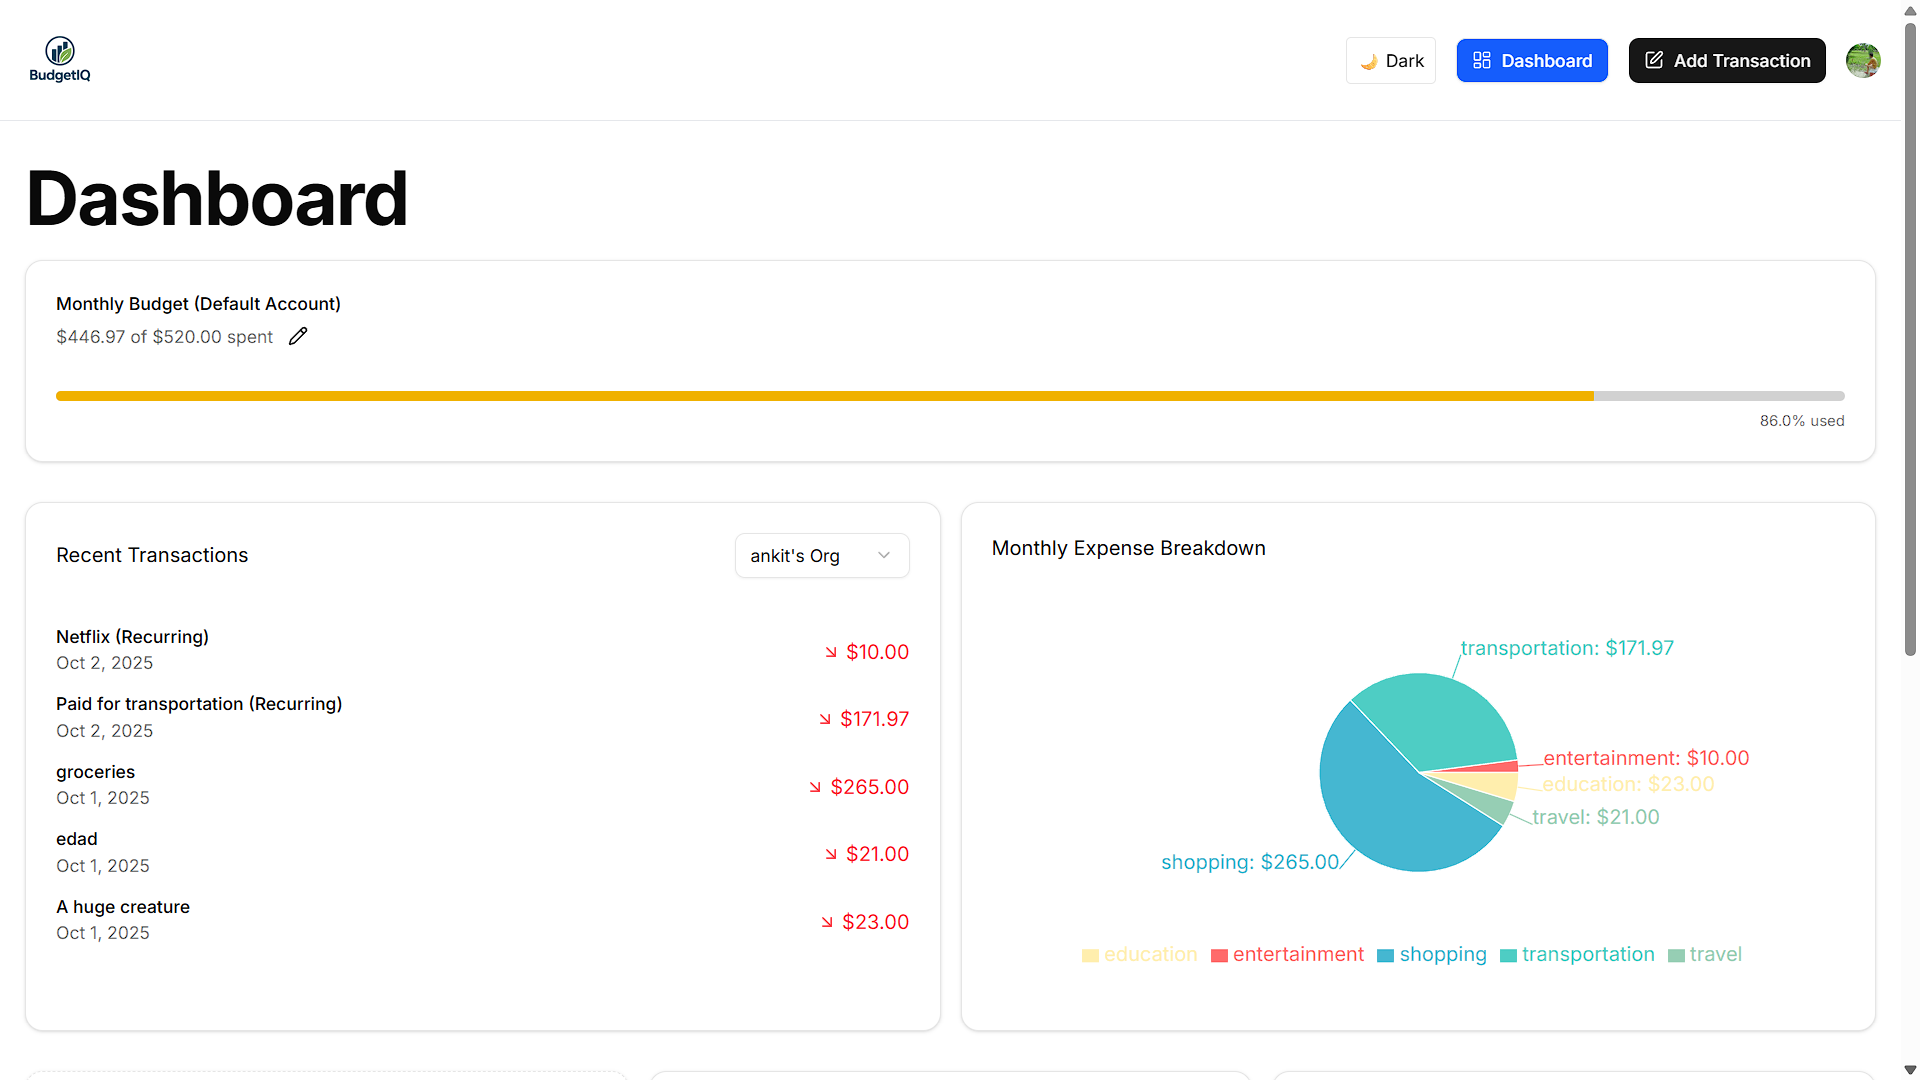 BudgetIQ
Dark
Dashboard
Add Transaction
Dashboard
Monthly Budget (Default Account)
$446.97 of $520.00 spent
86.0% used
Recent Transactions
ankit's Org
Netflix (Recurring)
Oct 2, 2025
$10.00
Paid for transportation (Recurring)
Oct 2, 2025
$171.97
groceries
Oct 1, 2025
$265.00
edad
Oct 1, 2025
$21.00
A huge creature
Oct 1, 2025
$23.00
Monthly Expense Breakdown
transportation: $171.97
entertainment: $10.00
education: $23.00
travel: $21.00
shopping: $265.00
education entertainment shopping transportation travel